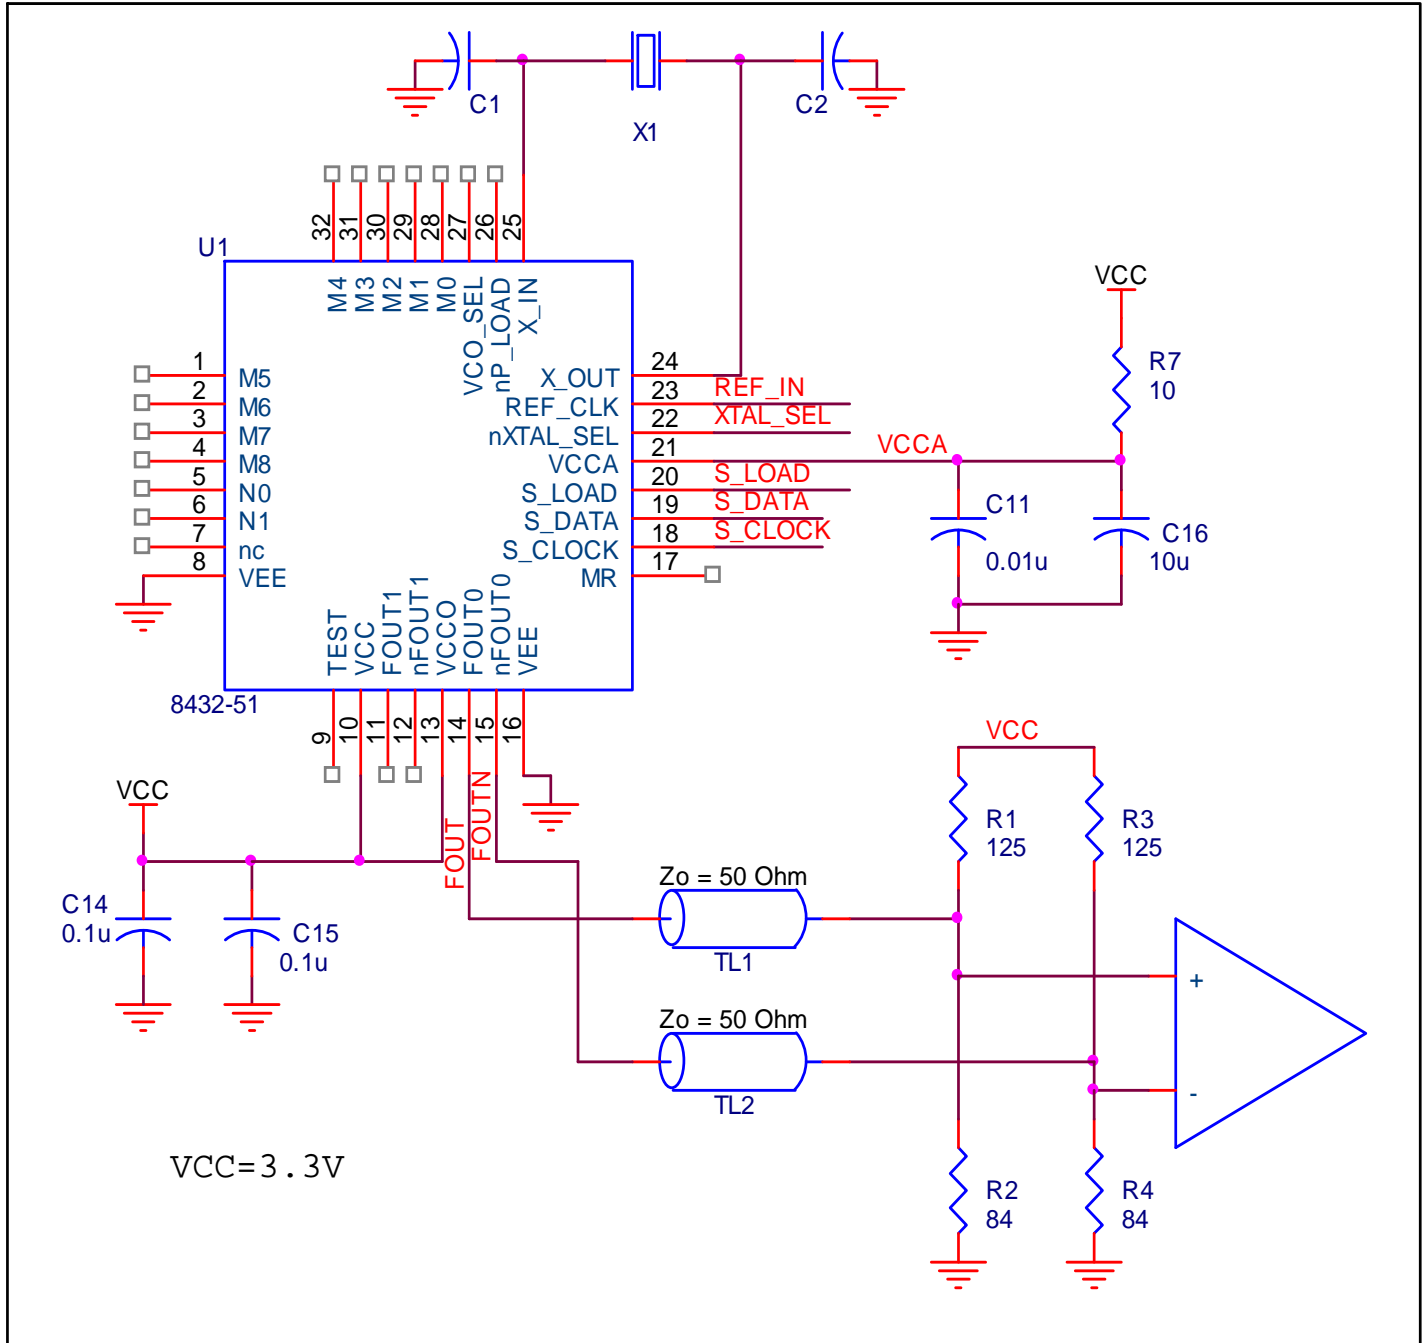 C1
C2
X1
32
31
30
29
28
27
26
25
U1
M4
M3
M2
M1
M0
VCO_SEL
nP_LOAD
X_IN
VCC
R7
10
1 M5
2 M6
3 M7
4 M8
5 N0
6 N1
7 nc
8 VEE
X_OUT 24
REF_CLK 23 REF_IN
nXTAL_SEL 22 XTAL_SEL
VCCA 21 VCCA
S_LOAD 20 S_LOAD
S_DATA 19 S_DATA
S_CLOCK 18 S_CLOCK
MR 17
C11
0.01u
C16
10u
TEST
VCC
FOUT1
nFOUT1
VCCO
FOUT0
nFOUT0
VEE
8432-51
9
10
11
12
13
14
15
16
VCC
FOUT
FOUTN
VCC
R1
125
R3
125
C14
0.1u
C15
0.1u
Zo = 50 Ohm
TL1
+
Zo = 50 Ohm
TL2
-
VCC=3.3V
R2
84
R4
84